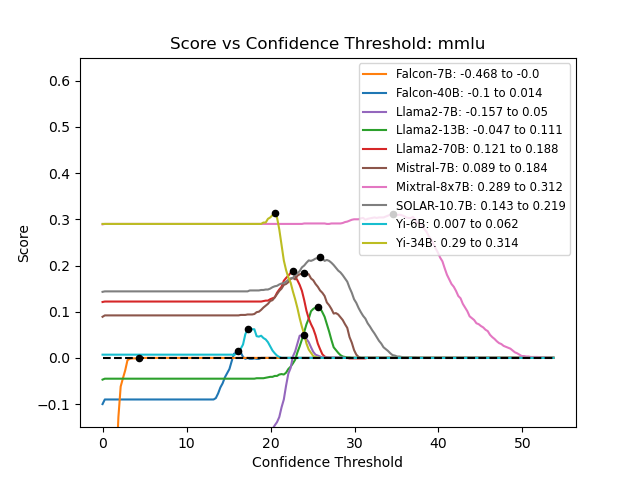 Score vs Confidence Threshold: mmlu
Score
0.6
0.5
0.4
0.3
0.2
0.1
0.0
−0.1
Falcon-7B: -0.468 to -0.0
Falcon-40B: -0.1 to 0.014
Llama2-7B: -0.157 to 0.05
Llama2-13B: -0.047 to 0.111
Llama2-70B: 0.121 to 0.188
Mistral-7B: 0.089 to 0.184
Mixtral-8x7B: 0.289 to 0.312
SOLAR-10.7B: 0.143 to 0.219
Yi-6B: 0.007 to 0.062
Yi-34B: 0.29 to 0.314
0 10 20 30 40 50
Confidence Threshold